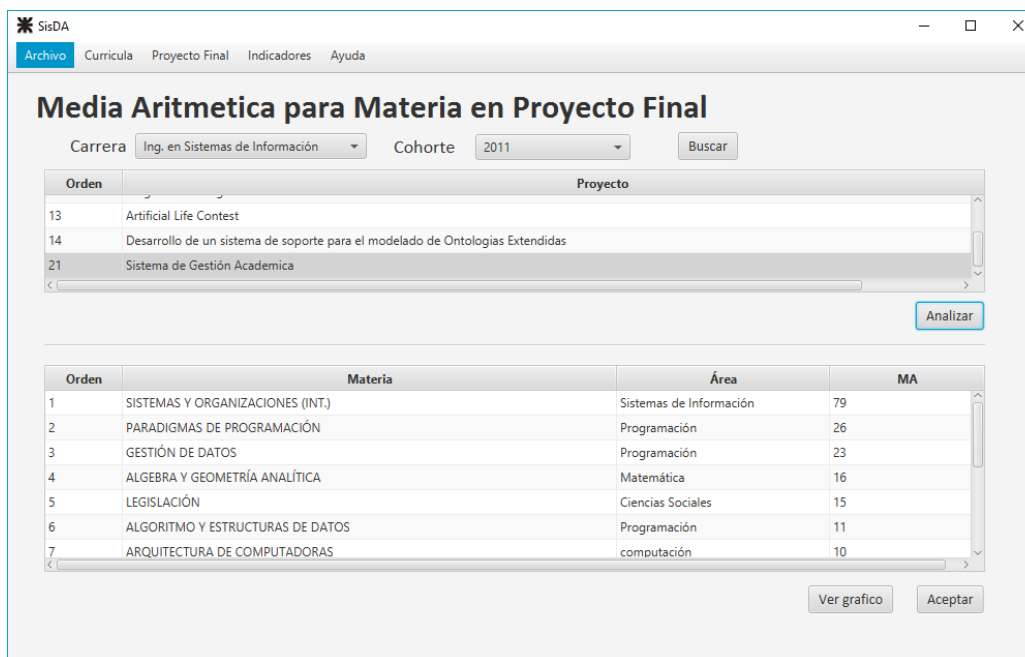 SisDA
Archivo Curricula Proyecto Final Indicadores Ayuda
Media Aritmetica para Materia en Proyecto Final
Carrera Ing. en Sistemas de Información Cohorte 2011 Buscar
Orden Proyecto
13 Artificial Life Contest
14 Desarrollo de un sistema de soporte para el modelado de Ontologias Extendidas
21 Sistema de Gestión Academica
Analizar
Orden Materia Área MA
1 SISTEMAS Y ORGANIZACIONES (INT.) Sistemas de Información 79
2 PARADIGMAS DE PROGRAMACIÓN Programación 26
3 GESTIÓN DE DATOS Programación 23
4 ALGEBRA Y GEOMETRÍA ANALÍTICA Matemática 16
5 LEGISLACIÓN Ciencias Sociales 15
6 ALGORITMO Y ESTRUCTURAS DE DATOS Programación 11
7 ARQUITECTURA DE COMPUTADORAS computación 10
Ver grafico Aceptar